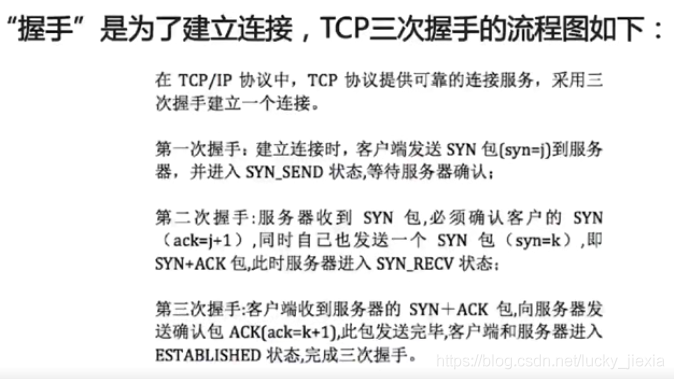 “握手”是为了建立连接，TCP三次握手的流程图如下：
在 TCP/IP 协议中，TCP 协议提供可靠的连接服务，采用三
次握手建立一个连接。
第一次握手：建立连接时，客户端发送 SYN 包(syn=j)到服务
器，并进入 SYN_SEND 状态,等待服务器确认；
第二次握手:服务器收到 SYN 包,必须确认客户的 SYN
（ack=j+1）,同时自己也发送一个 SYN 包（syn=k）,即
SYN+ACK 包,此时服务器进入 SYN_RECV 状态；
第三次握手:客户端收到服务器的 SYN＋ACK 包,向服务器发
送确认包 ACK(ack=k+1),此包发送完毕,客户端和服务器进入
ESTABLISHED 状态,完成三次握手。
https://blog.csdn.net/lucky_jiexia